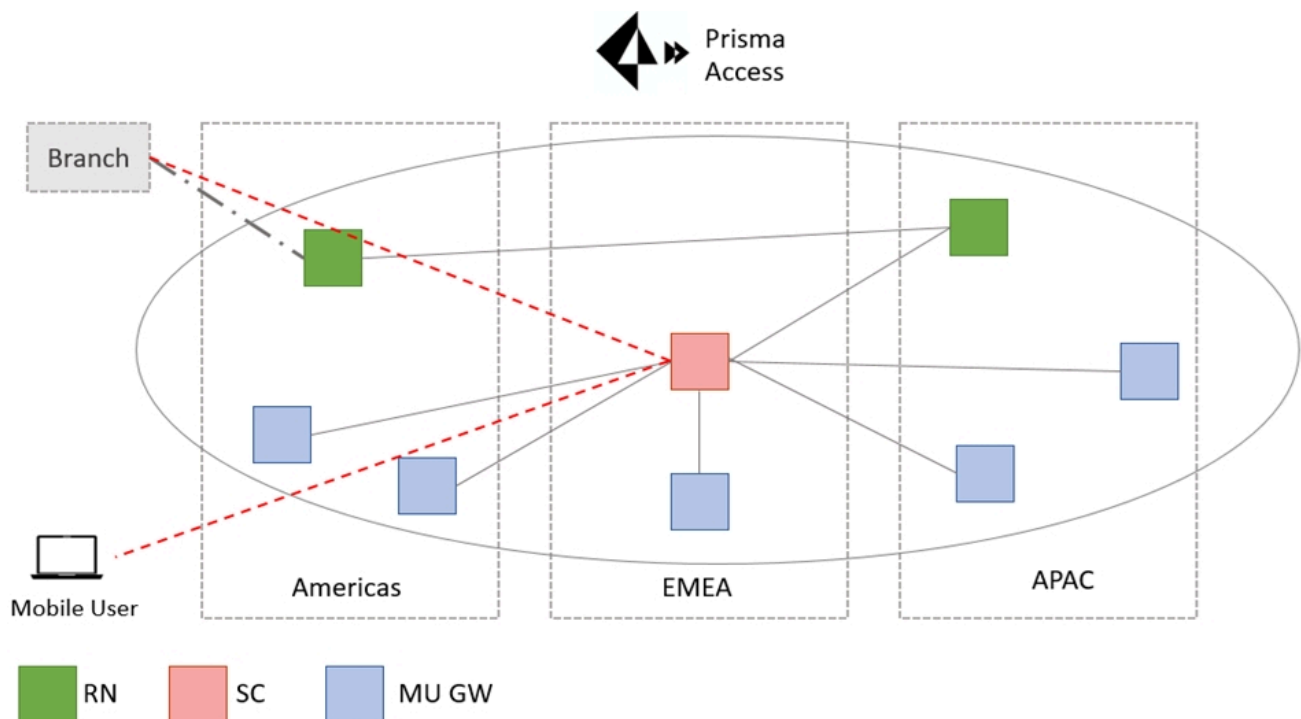 Prisma
Access
Branch
Americas
EMEA
APAC
Mobile User
RN
SC
MU GW